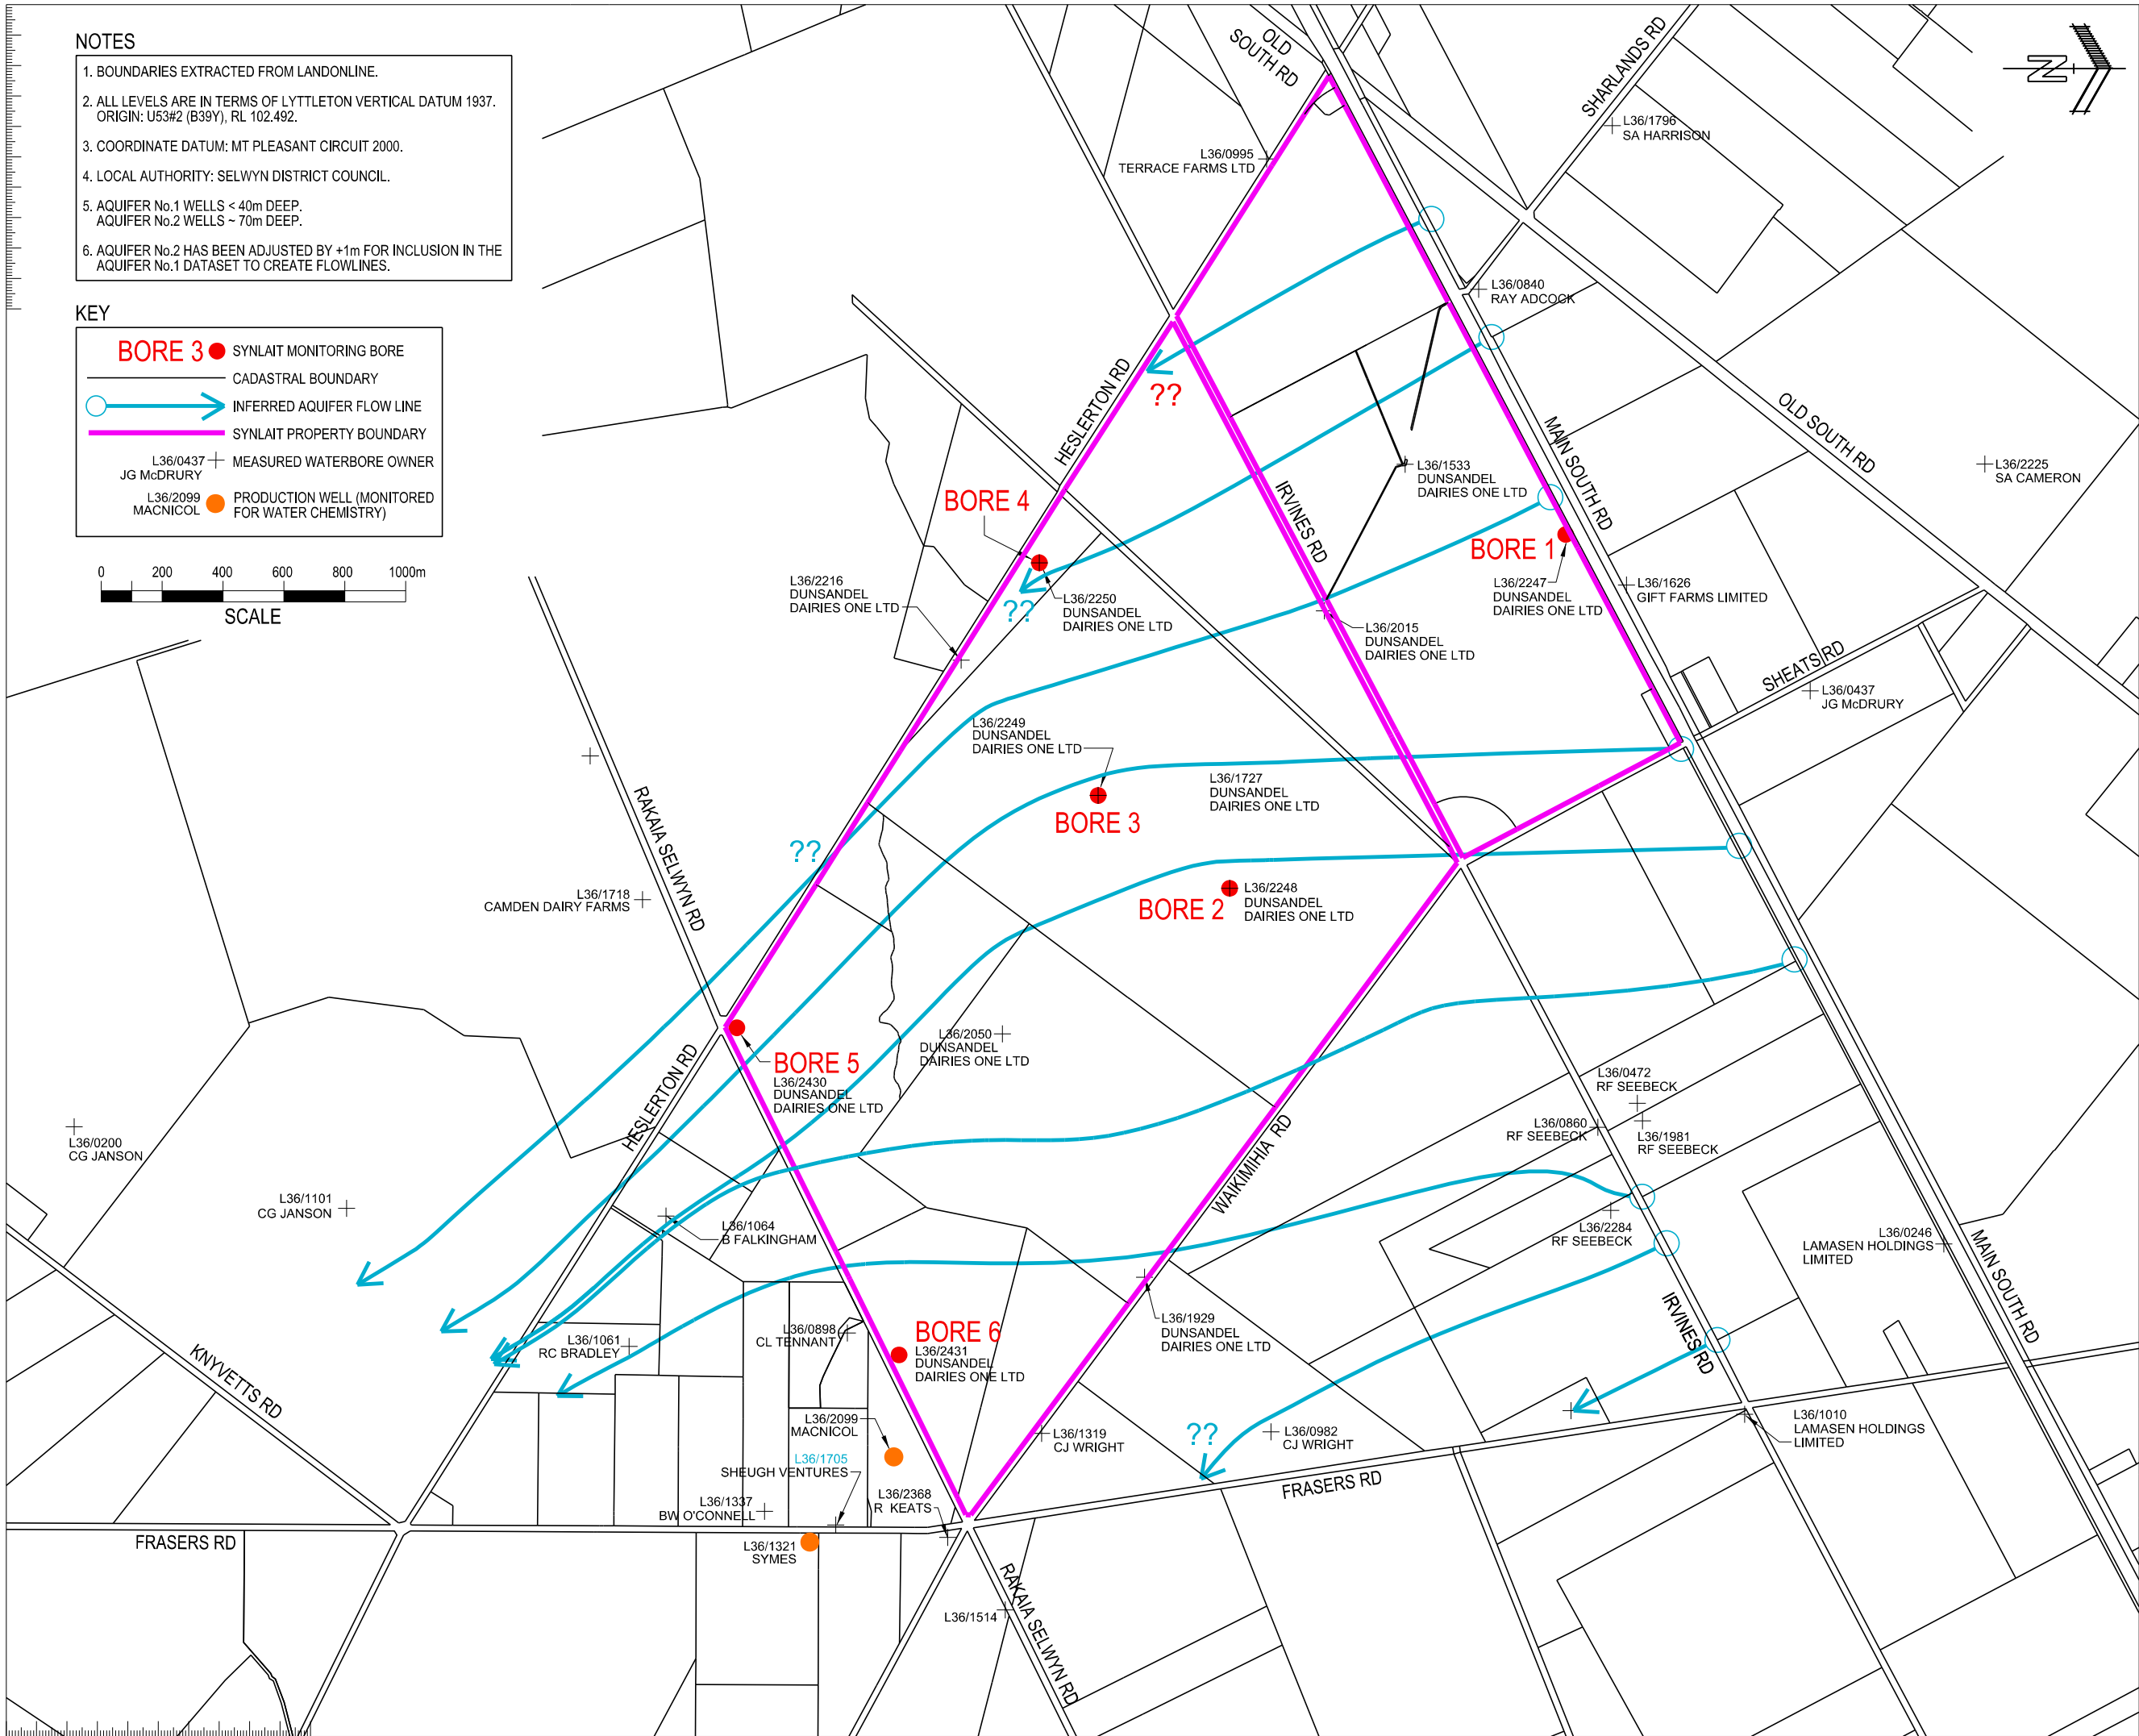 NOTES
1. BOUNDARIES EXTRACTED FROM LANDONLINE.
2. ALL LEVELS ARE IN TERMS OF LYTTLETON VERTICAL DATUM 1937.
ORIGIN: U53#2 (B39Y), RL 102.492.
3. COORDINATE DATUM: MT PLEASANT CIRCUIT 2000.
4. LOCAL AUTHORITY: SELWYN DISTRICT COUNCIL.
5. AQUIFER No.1 WELLS < 40m DEEP.
AQUIFER No.2 WELLS ~ 70m DEEP.
6. AQUIFER No.2 HAS BEEN ADJUSTED BY +1m FOR INCLUSION IN THE
AQUIFER No.1 DATASET TO CREATE FLOWLINES.
KEY
BORE 3 SYNLAIT MONITORING BORE
CADASTRAL BOUNDARY
INFERRED AQUIFER FLOW LINE
SYNLAIT PROPERTY BOUNDARY
L36/0437
JG McDRURY
MEASURED WATERBORE OWNER
L36/2099
MACNICOL
PRODUCTION WELL (MONITORED
FOR WATER CHEMISTRY)
0 200 400 600 800 1000m
SCALE
OLD
SOUTH RD
SHARLANDS RD
N
L36/1796
SA HARRISON
L36/0995
TERRACE FARMS LTD
L36/0840
RAY ADCOCK
HESLERTON RD
??
MAIN SOUTH RD
OLD SOUTH RD
L36/2225
SA CAMERON
L36/1533
DUNSANDEL
DAIRIES ONE LTD
IRVINES RD
BORE 4
BORE 1
L36/2247
DUNSANDEL
DAIRIES ONE LTD
L36/1626
GIFT FARMS LIMITED
L36/2216
DUNSANDEL
DAIRIES ONE LTD
??
L36/2250
DUNSANDEL
DAIRIES ONE LTD
L36/2015
DUNSANDEL
DAIRIES ONE LTD
SHEATS RD
L36/0437
JG McDRURY
L36/2249
DUNSANDEL
DAIRIES ONE LTD
L36/1727
DUNSANDEL
DAIRIES ONE LTD
BORE 3
RAKAIA SELWYN RD
??
L36/1718
CAMDEN DAIRY FARMS
BORE 2
L36/2248
DUNSANDEL
DAIRIES ONE LTD
L36/2050
DUNSANDEL
DAIRIES ONE LTD
BORE 5
L36/2430
DUNSANDEL
DAIRIES ONE LTD
HESLERTON RD
L36/0472
RF SEEBECK
L36/0860
RF SEEBECK
L36/1981
RF SEEBECK
WAIKIMIHIA RD
L36/0200
CG JANSON
L36/1101
CG JANSON
L36/1064
B FALKINGHAM
L36/2284
RF SEEBECK
L36/0246
LAMASEN HOLDINGS
LIMITED
MAIN SOUTH RD
IRVINES RD
L36/1061
RC BRADLEY
L36/0898
CL TENNANT
BORE 6
L36/2431
DUNSANDEL
DAIRIES ONE LTD
L36/1929
DUNSANDEL
DAIRIES ONE LTD
KNYVETTS RD
L36/2099
MACNICOL
L36/1705
SHEUGH VENTURES
L36/1319
CJ WRIGHT
??
L36/0982
CJ WRIGHT
L36/1010
LAMASEN HOLDINGS
LIMITED
L36/1337
BW O'CONNELL
L36/2368
R KEATS
FRASERS RD
FRASERS RD
L36/1321
SYMES
L36/1514
RAKAIA SELWYN RD